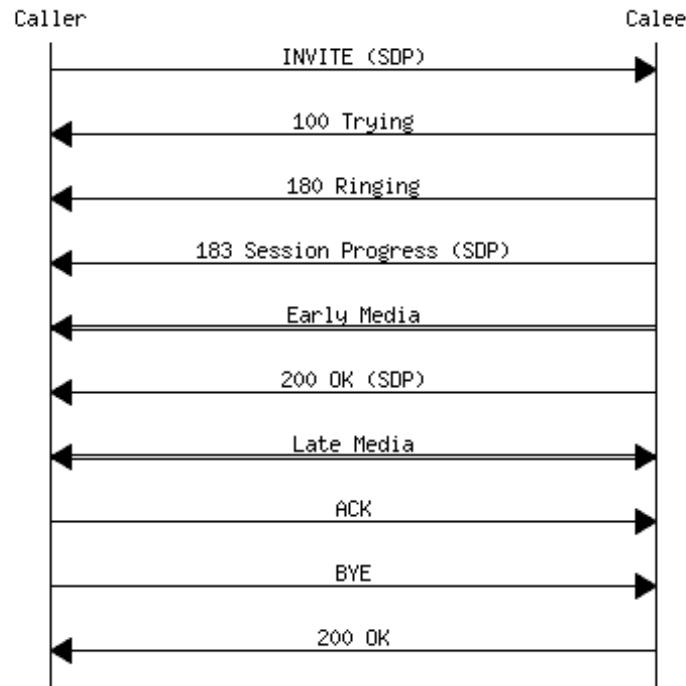 Caller Calee
INVITE (SDP)
100 Trying
180 Ringing
183 Session Progress (SDP)
Early Media
200 OK (SDP)
Late Media
ACK
BYE
200 OK